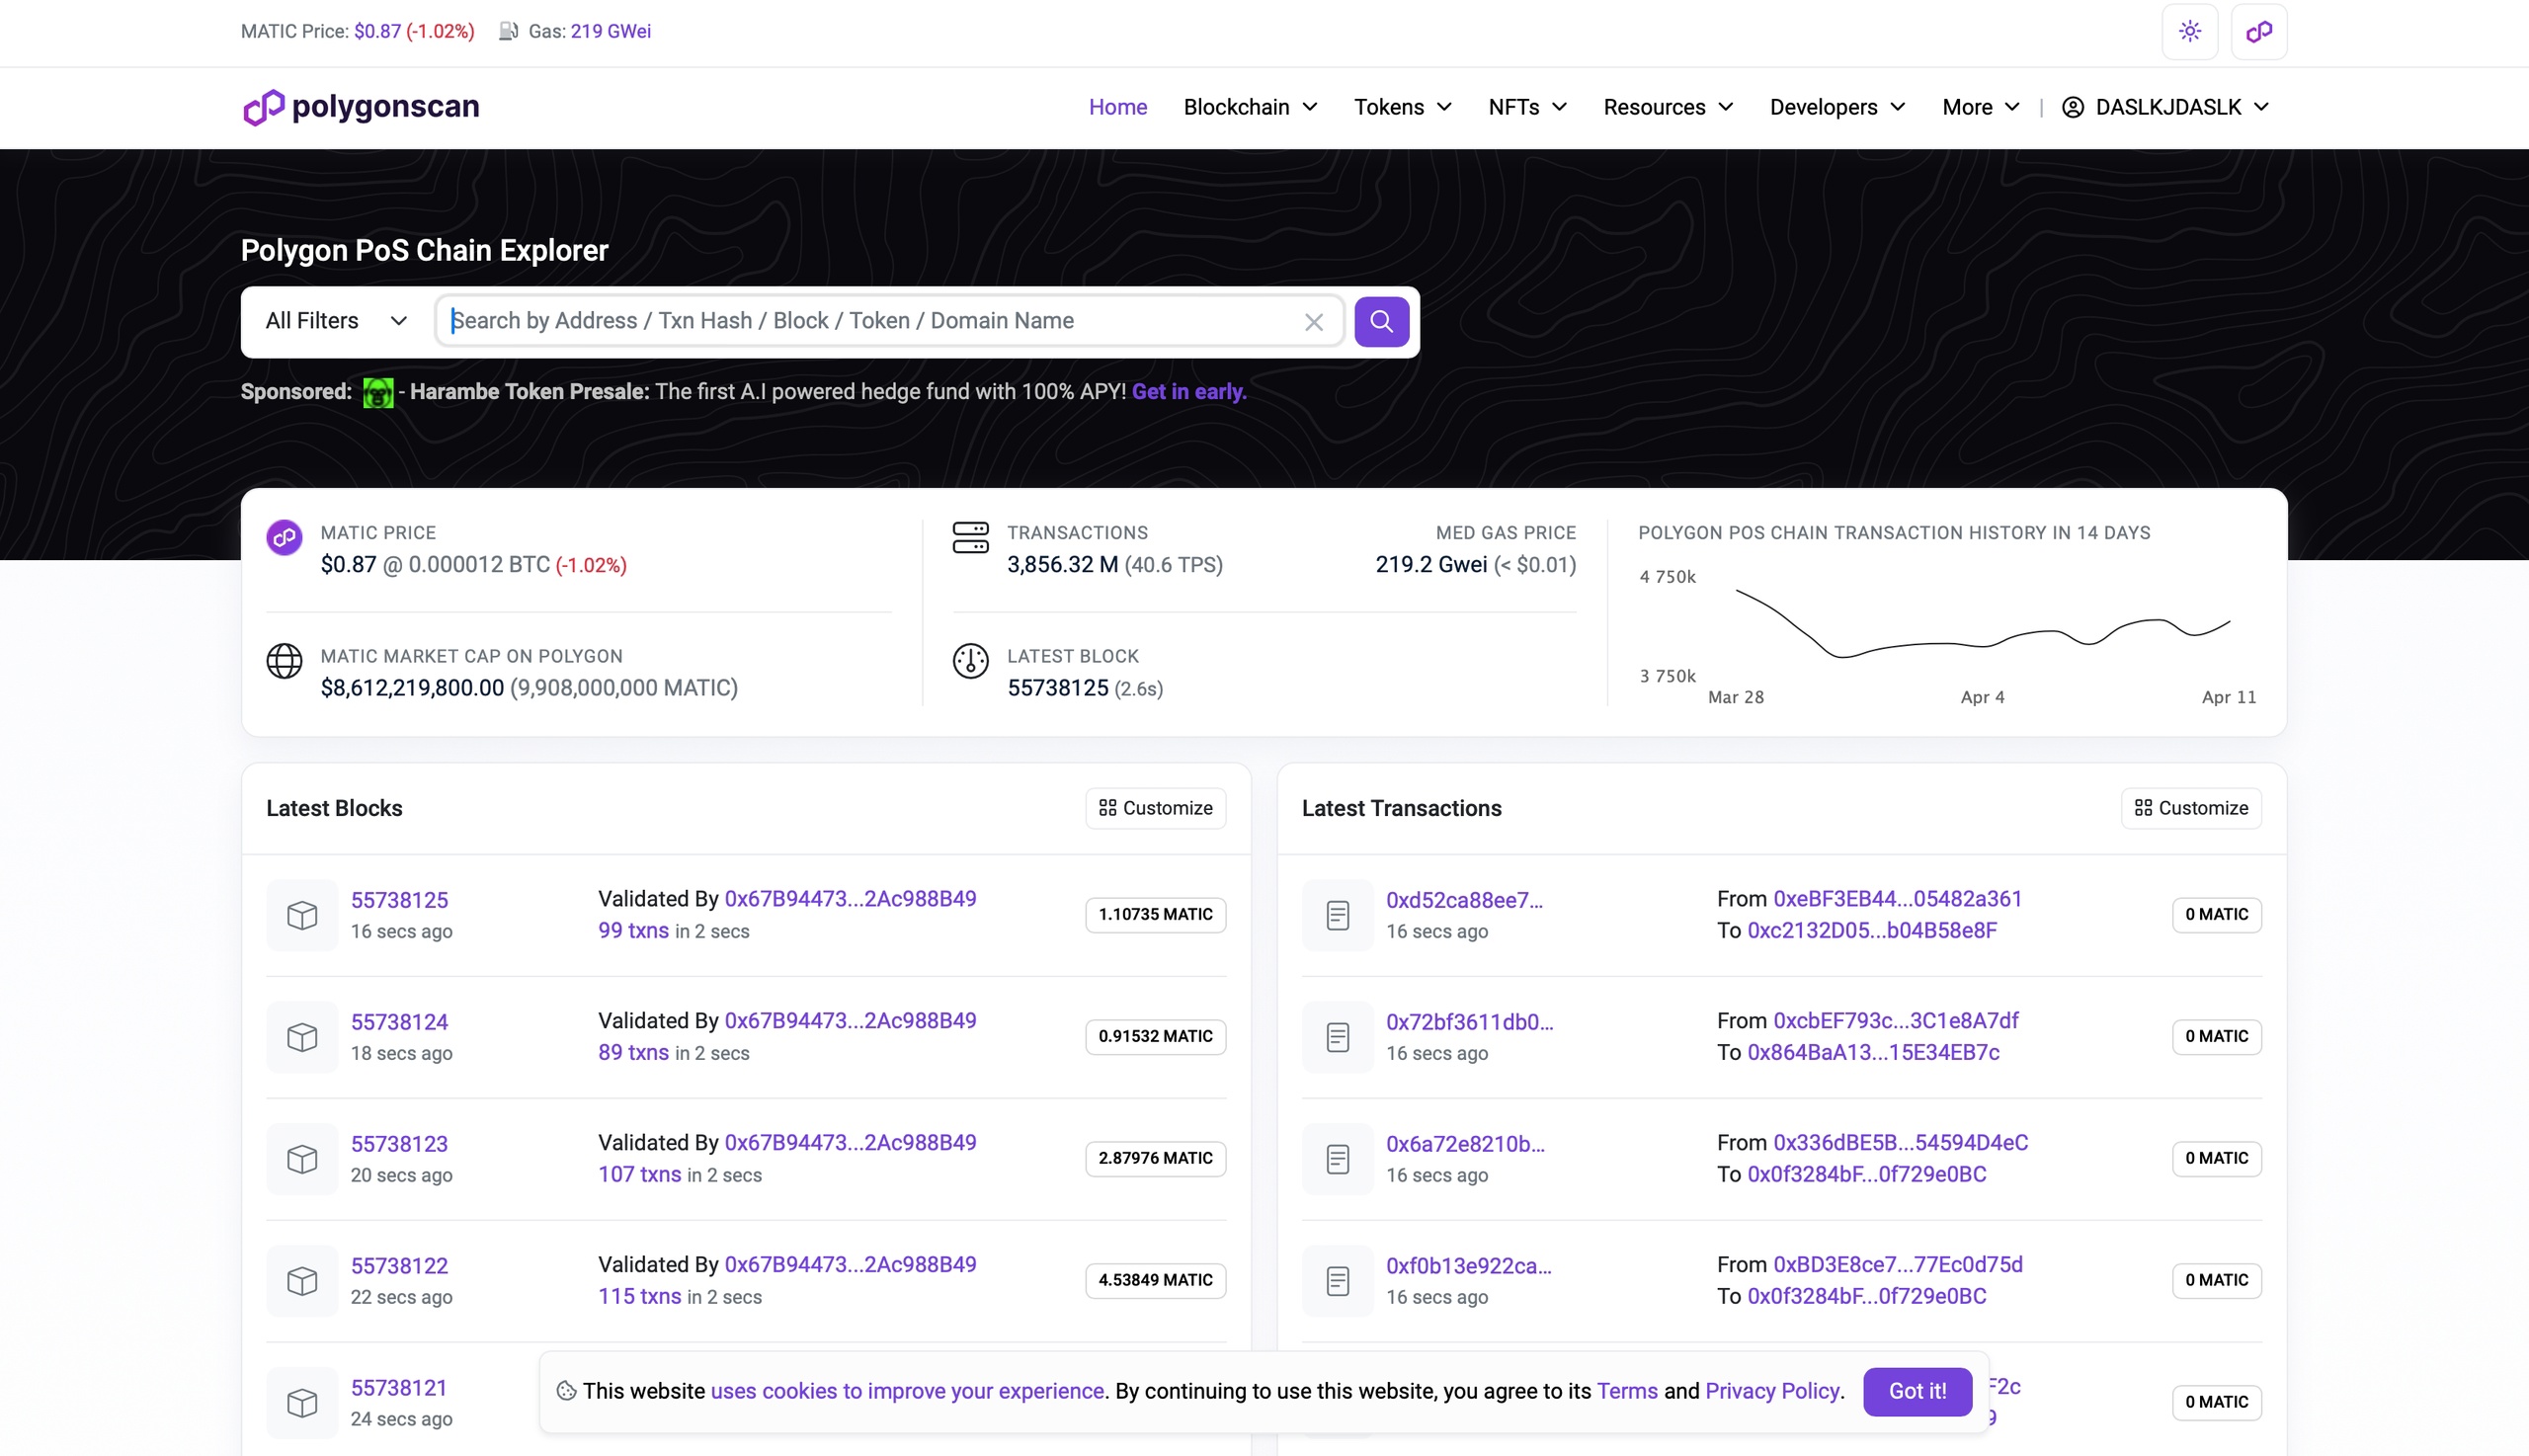 MATIC Price: $0.87 (-1.02%) Gas: 219 GWei
polygonscan
Home Blockchain Tokens NFTs Resources Developers More | DASLKJDASLK
Polygon PoS Chain Explorer
All Filters Search by Address / Txn Hash / Block / Token / Domain Name
Sponsored: - Harambe Token Presale: The first A.I powered hedge fund with 100% APY! Get in early.
MATIC PRICE
$0.87 @ 0.000012 BTC (-1.02%)
MATIC MARKET CAP ON POLYGON
$8,612,219,800.00 (9,908,000,000 MATIC)
TRANSACTIONS
3,856.32 M (40.6 TPS)
MED GAS PRICE
219.2 Gwei (< $0.01)
LATEST BLOCK
55738125 (2.6s)
POLYGON POS CHAIN TRANSACTION HISTORY IN 14 DAYS
4 750k
3 750k
Mar 28 Apr 4 Apr 11
Latest Blocks Customize
55738125
16 secs ago
Validated By 0x67B94473...2Ac988B49
99 txns in 2 secs
1.10735 MATIC
55738124
18 secs ago
Validated By 0x67B94473...2Ac988B49
89 txns in 2 secs
0.91532 MATIC
55738123
20 secs ago
Validated By 0x67B94473...2Ac988B49
107 txns in 2 secs
2.87976 MATIC
55738122
22 secs ago
Validated By 0x67B94473...2Ac988B49
115 txns in 2 secs
4.53849 MATIC
55738121
24 secs ago
Latest Transactions Customize
0xd52ca88ee7...
16 secs ago
From 0xeBF3EB44...05482a361
To 0xc2132D05...b04B58e8F
0 MATIC
0x72bf3611db0...
16 secs ago
From 0xcbEF793c...3C1e8A7df
To 0x864BaA13...15E34EB7c
0 MATIC
0x6a72e8210b...
16 secs ago
From 0x336dBE5B...54594D4eC
To 0x0f3284bF...0f729e0BC
0 MATIC
0xf0b13e922ca...
16 secs ago
From 0xBD3E8ce7...77Ec0d75d
To 0x0f3284bF...0f729e0BC
0 MATIC
0 MATIC
This website uses cookies to improve your experience. By continuing to use this website, you agree to its Terms and Privacy Policy. Got it!